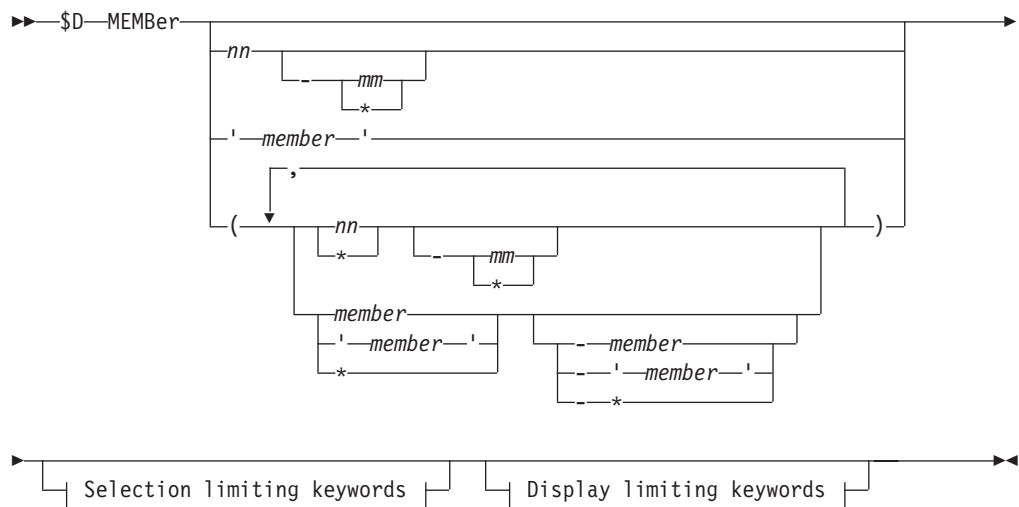 $D MEMBer
nn
- mm
*
' member '
,
( nn - mm )
* *
member - member
' member ' - ' member '
* - *
Selection limiting keywords Display limiting keywords